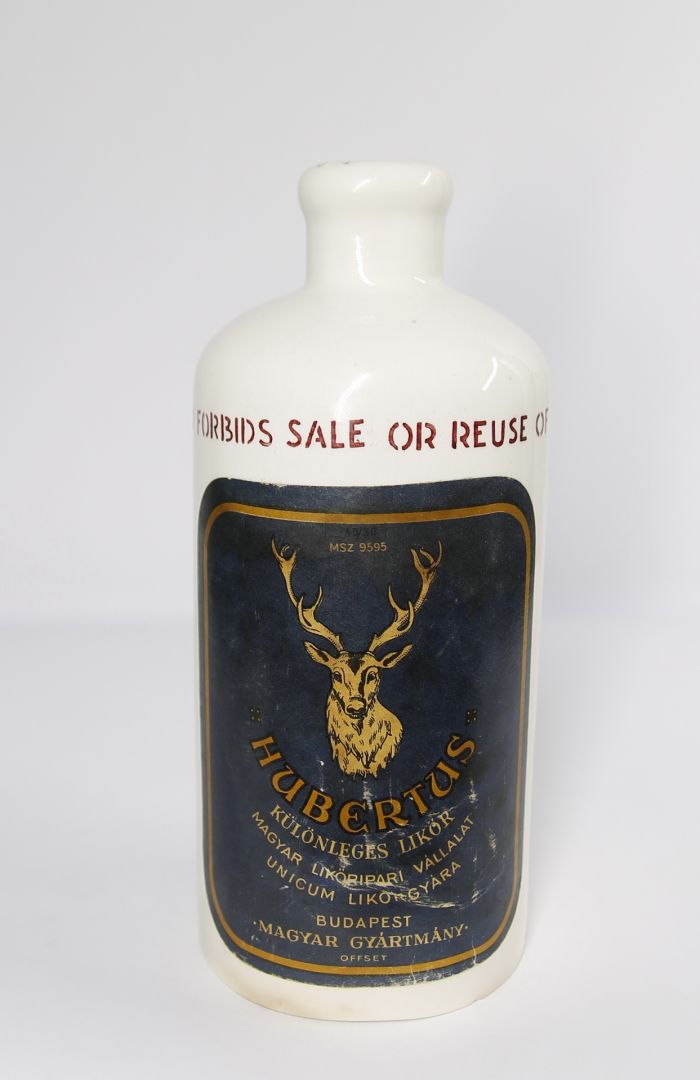 FORBIDS SALE OR REUSE OF
MSZ 9595
HUBERTUS
KÜLÖNLEGES LIKŐR
MAGYAR LIKŐRIPARI VÁLLALAT
UNICUM LIKŐRGYÁRA
BUDAPEST
·MAGYAR GYÁRTMÁNY·
OFFSET